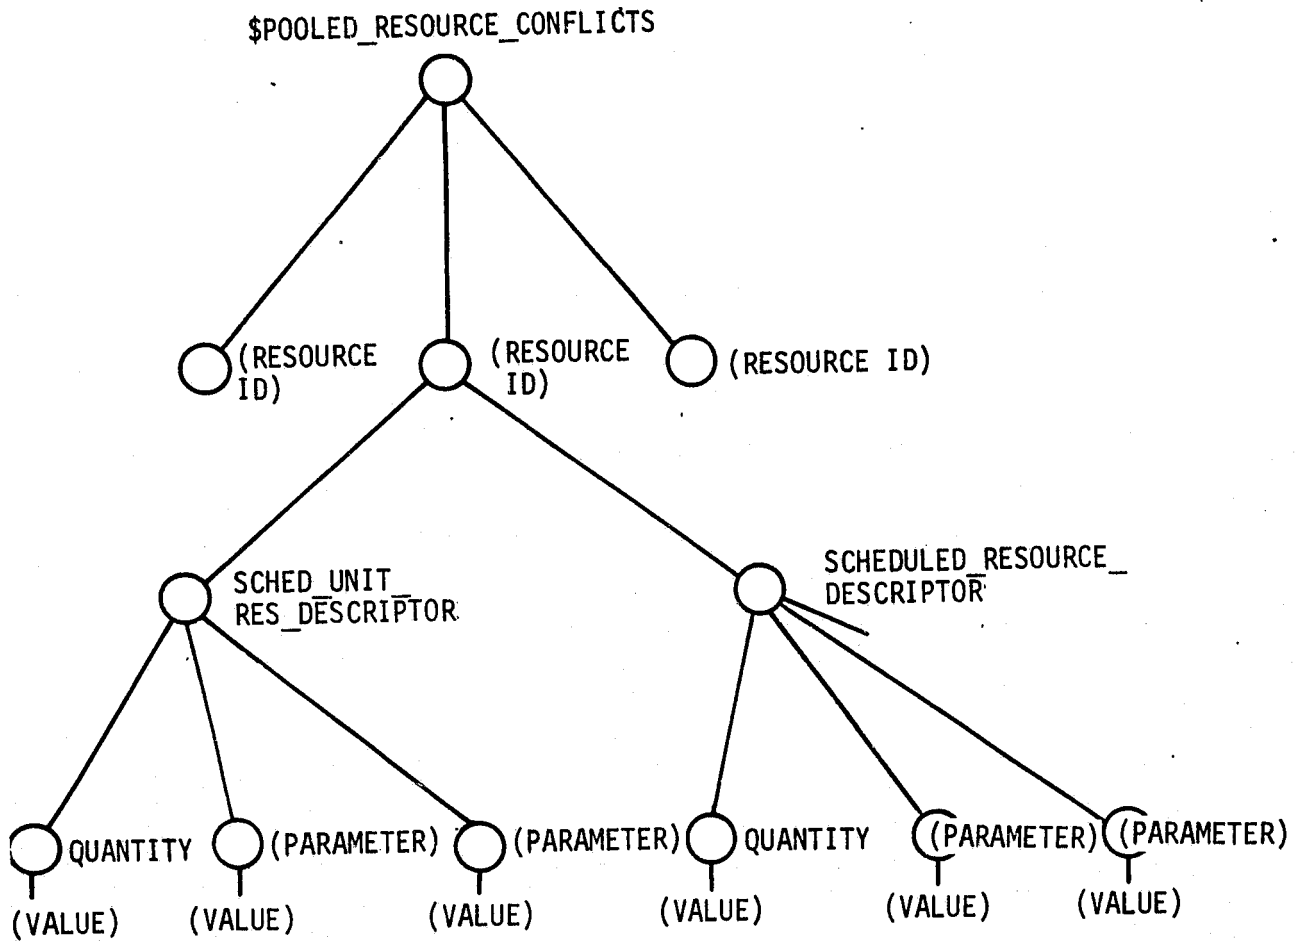 $POOLED_RESOURCE_CONFLICTS
(RESOURCE
ID)
(RESOURCE
ID)
(RESOURCE ID)
SCHED_UNIT_
RES_DESCRIPTOR
SCHEDULED_RESOURCE_
DESCRIPTOR
QUANTITY
(PARAMETER)
(PARAMETER)
QUANTITY
(PARAMETER)
(PARAMETER)
(VALUE)
(VALUE)
(VALUE)
(VALUE)
(VALUE)
(VALUE)